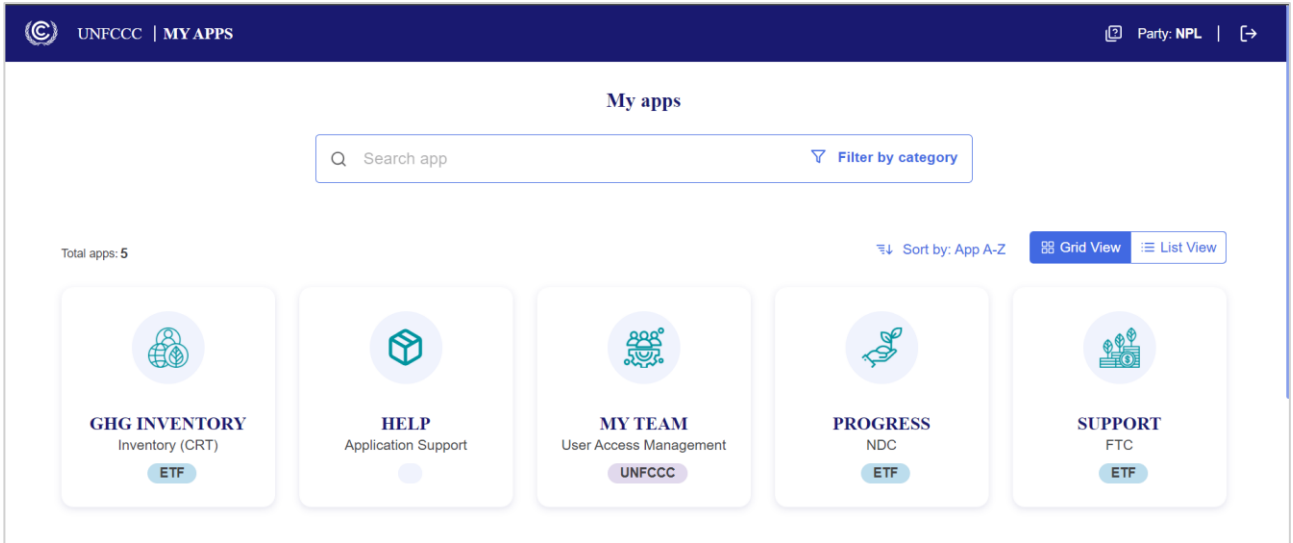 UNFCCC | MY APPS
Party: NPL |
My apps
Search app
Filter by category
Total apps: 5
Sort by: App A-Z
Grid View
List View
GHG INVENTORY
Inventory (CRT)
ETF
HELP
Application Support
MY TEAM
User Access Management
UNFCCC
PROGRESS
NDC
ETF
SUPPORT
FTC
ETF